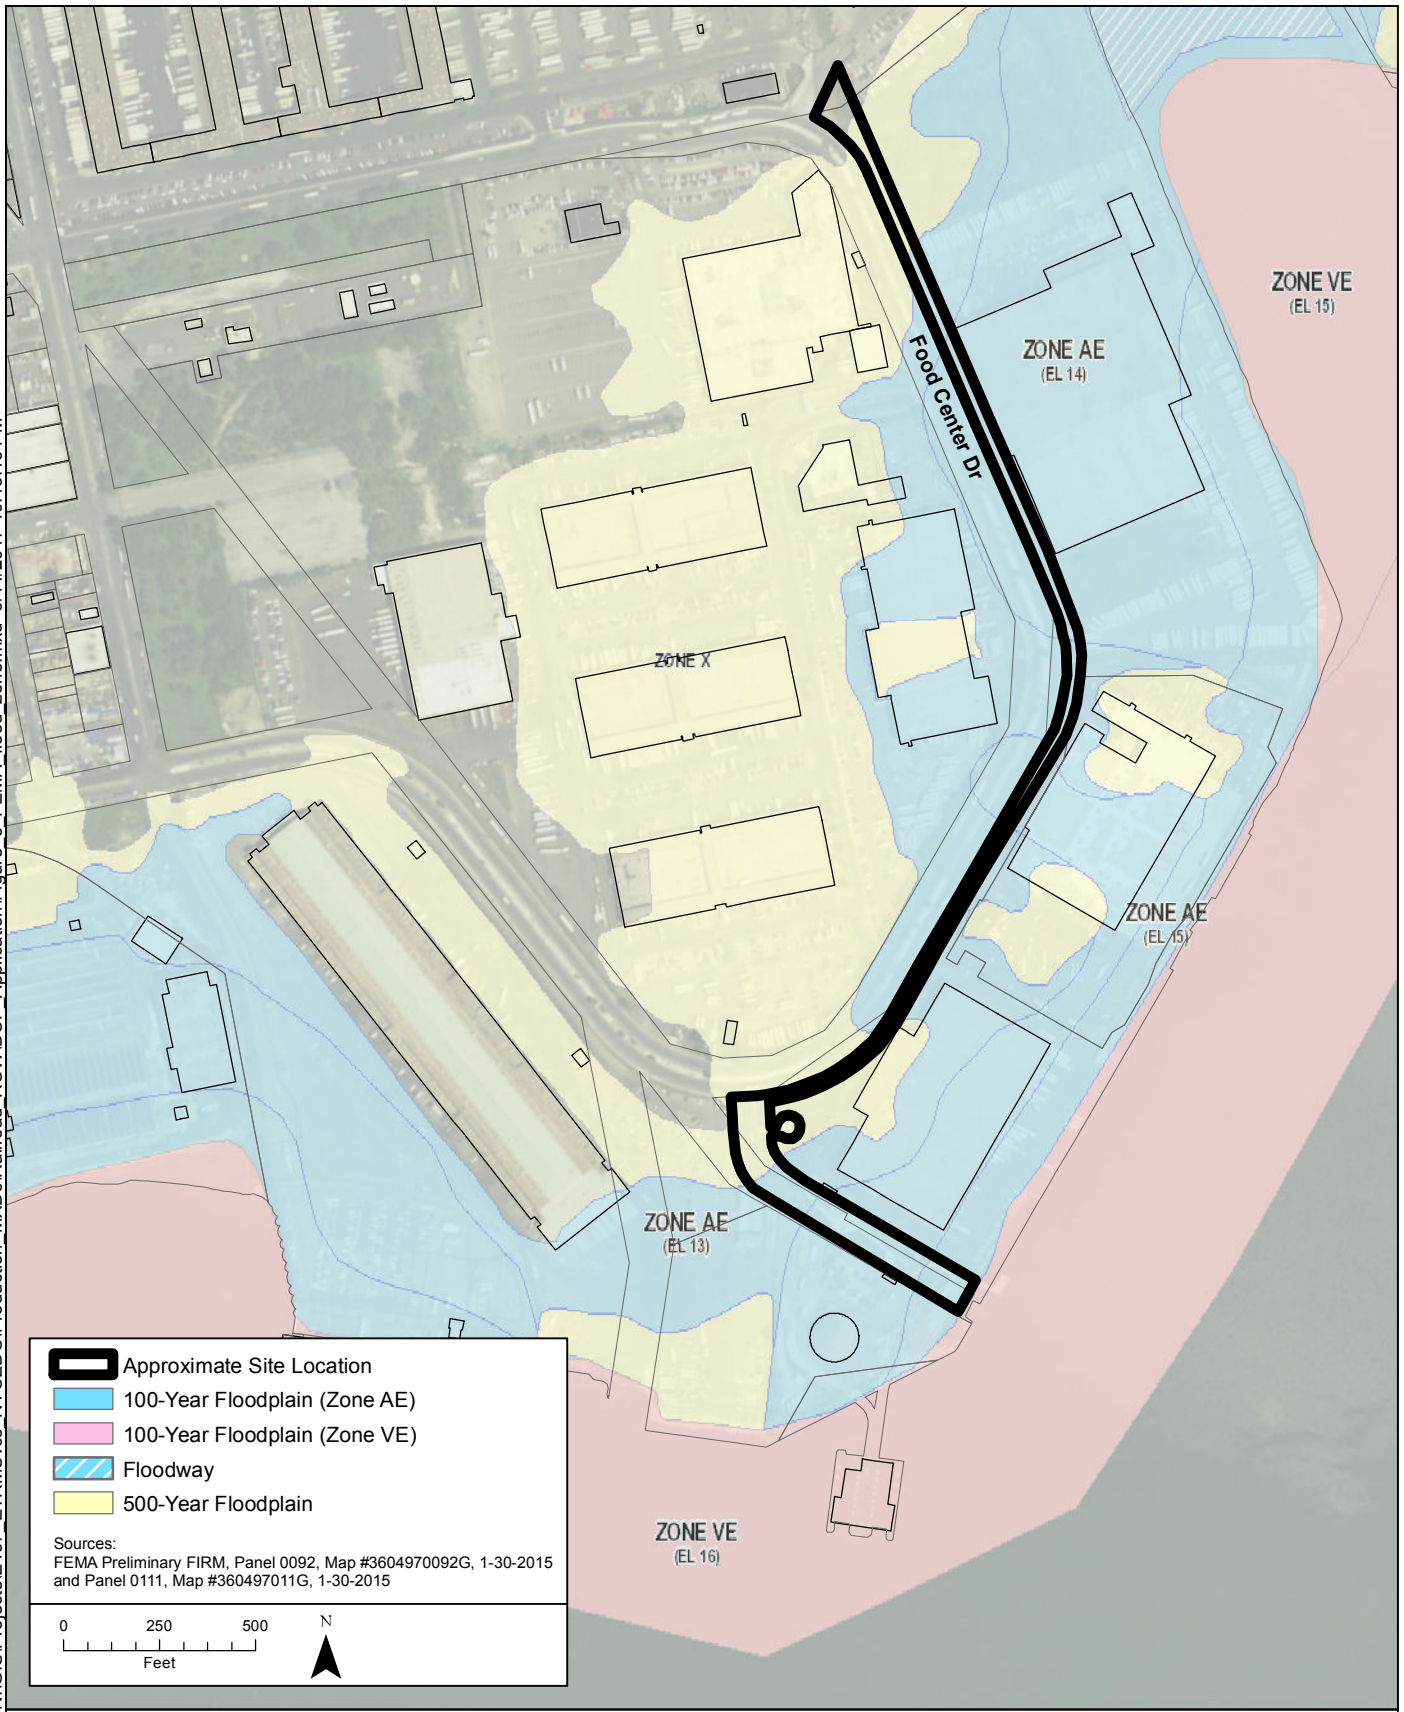 ZONE VE
(EL 15)
ZONE AE
(EL 14)
Food Center Dr
ZONE X
ZONE AE
(EL 15)
ZONE AE
(EL 13)
Approximate Site Location
100-Year Floodplain (Zone AE)
100-Year Floodplain (Zone VE)
Floodway
500-Year Floodplain
Sources:
FEMA Preliminary FIRM, Panel 0092, Map #3604970092G, 1-30-2015
and Panel 0111, Map #360497011G, 1-30-2015
0 250 500
Feet
N
ZONE VE
(EL 16)